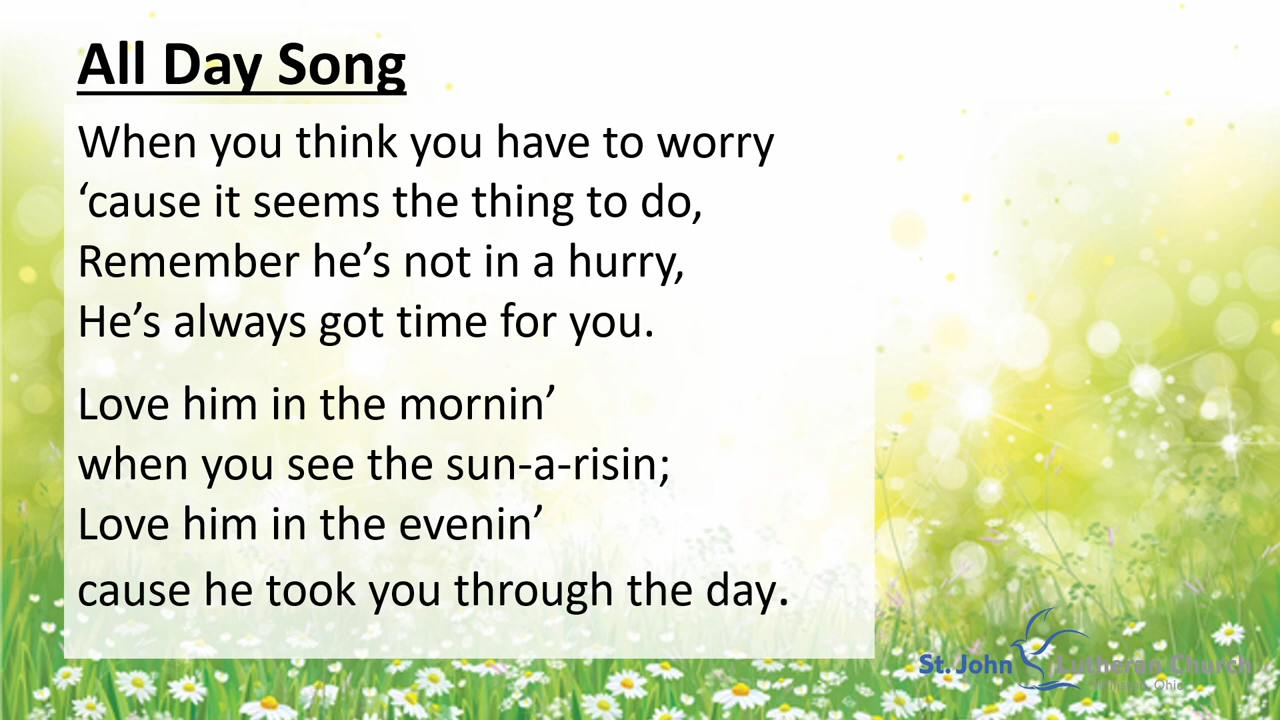 All Day Song
When you think you have to worry
‘cause it seems the thing to do,
Remember he’s not in a hurry,
He’s always got time for you.
Love him in the mornin’
when you see the sun-a-risin;
Love him in the evenin’
cause he took you through the day.
St. John Lutheran Church
Ohio